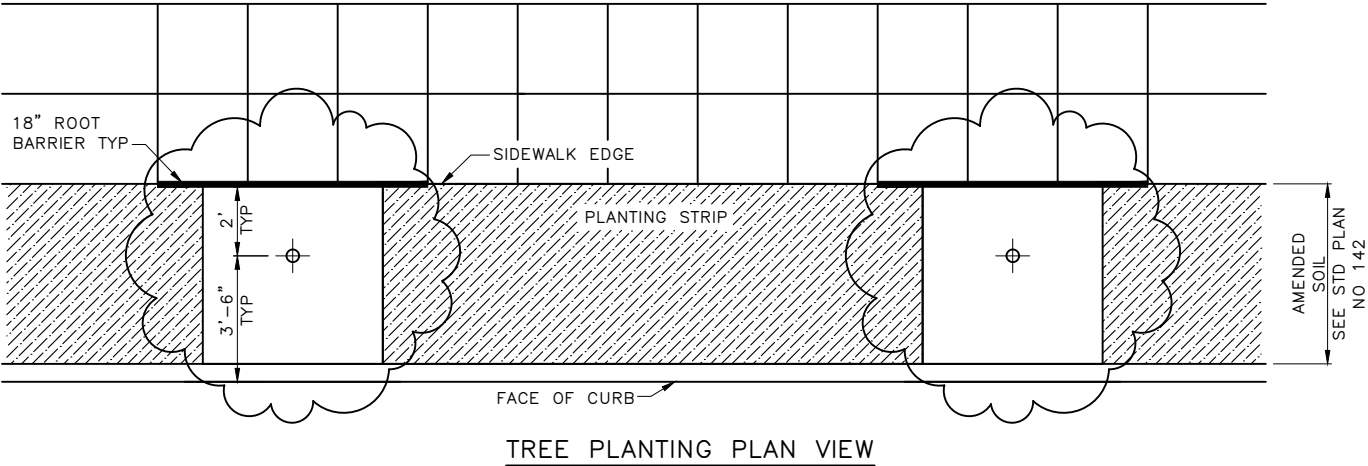 18" ROOT
BARRIER TYP
SIDEWALK EDGE
2'
TYP
PLANTING STRIP
3'-6"
TYP
AMENDED
SOIL
SEE STD PLAN
NO 142
FACE OF CURB
TREE PLANTING PLAN VIEW